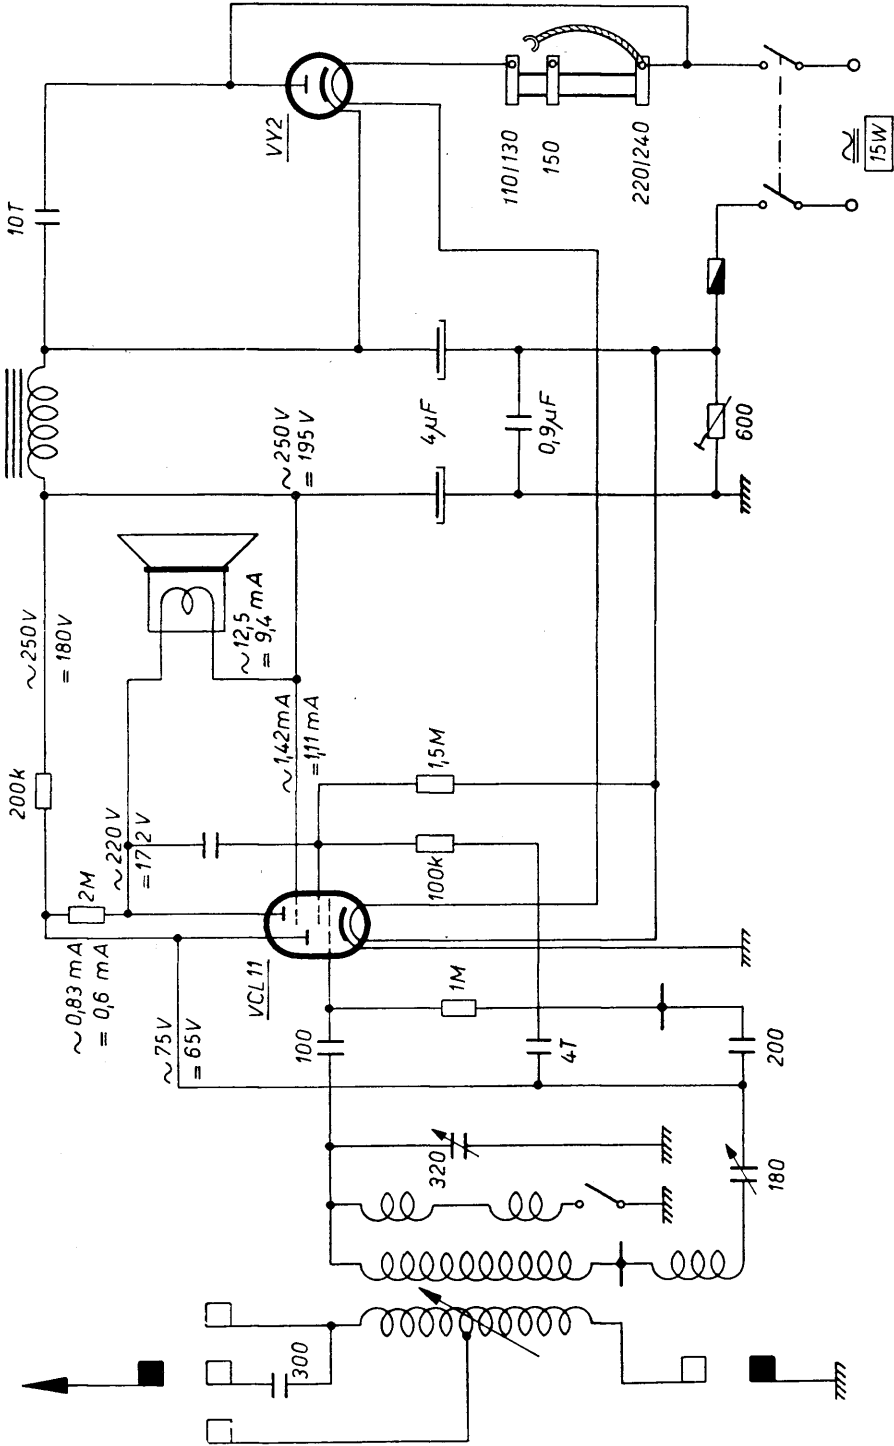 300
320
180
100
1M
4T
200
VCL11
~75V
= 65V
~0,83 mA
= 0,6 mA
2M
200k
~220V
= 172V
100k
1,5M
~1,42mA
= 1,11 mA
~12,5 mA
= 9,4
~250V
= 180V
~250V
= 195V
4µF
0,9µF
600
10T
VY2
110/130
150
220/240
15W